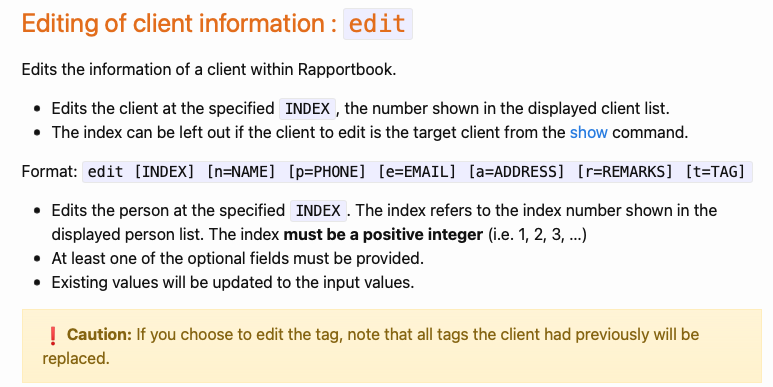 Editing of client information : edit
Edits the information of a client within Rapportbook.
• Edits the client at the specified INDEX , the number shown in the displayed client list.
• The index can be left out if the client to edit is the target client from the show command.
Format: edit [INDEX] [n=NAME] [p=PHONE] [e=EMAIL] [a=ADDRESS] [r=REMARKS] [t=TAG]
• Edits the person at the specified INDEX . The index refers to the index number shown in the
displayed person list. The index must be a positive integer (i.e. 1, 2, 3, …)
• At least one of the optional fields must be provided.
• Existing values will be updated to the input values.
❗ Caution: If you choose to edit the tag, note that all tags the client had previously will be
replaced.